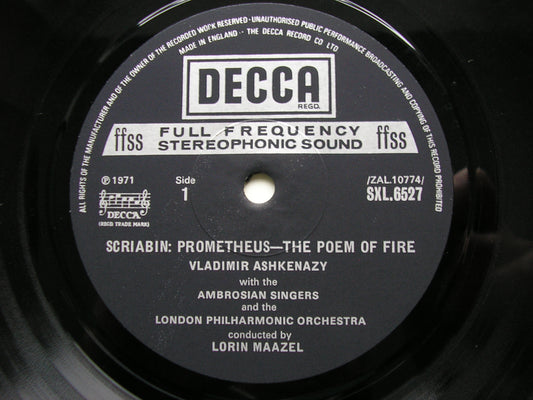 ALL RIGHTS OF THE MANUFACTURER AND OF THE OWNER OF THE RECORDED WORK RESERVED · UNAUTHORISED PUBLIC PERFORMANCE BROADCASTING AND COPYING OF THIS RECORD PROHIBITED
MADE IN ENGLAND · THE DECCA RECORD CO LTD
DECCA
REGD.
ffss FULL FREQUENCY STEREOPHONIC SOUND ffss
℗ 1971
Side
1
/ZAL.10774/
SXL.6527
DECCA
(REGD. TRADE MARK)
SCRIABIN: PROMETHEUS—THE POEM OF FIRE
VLADIMIR ASHKENAZY
with the
AMBROSIAN SINGERS
and the
LONDON PHILHARMONIC ORCHESTRA
conducted by
LORIN MAAZEL